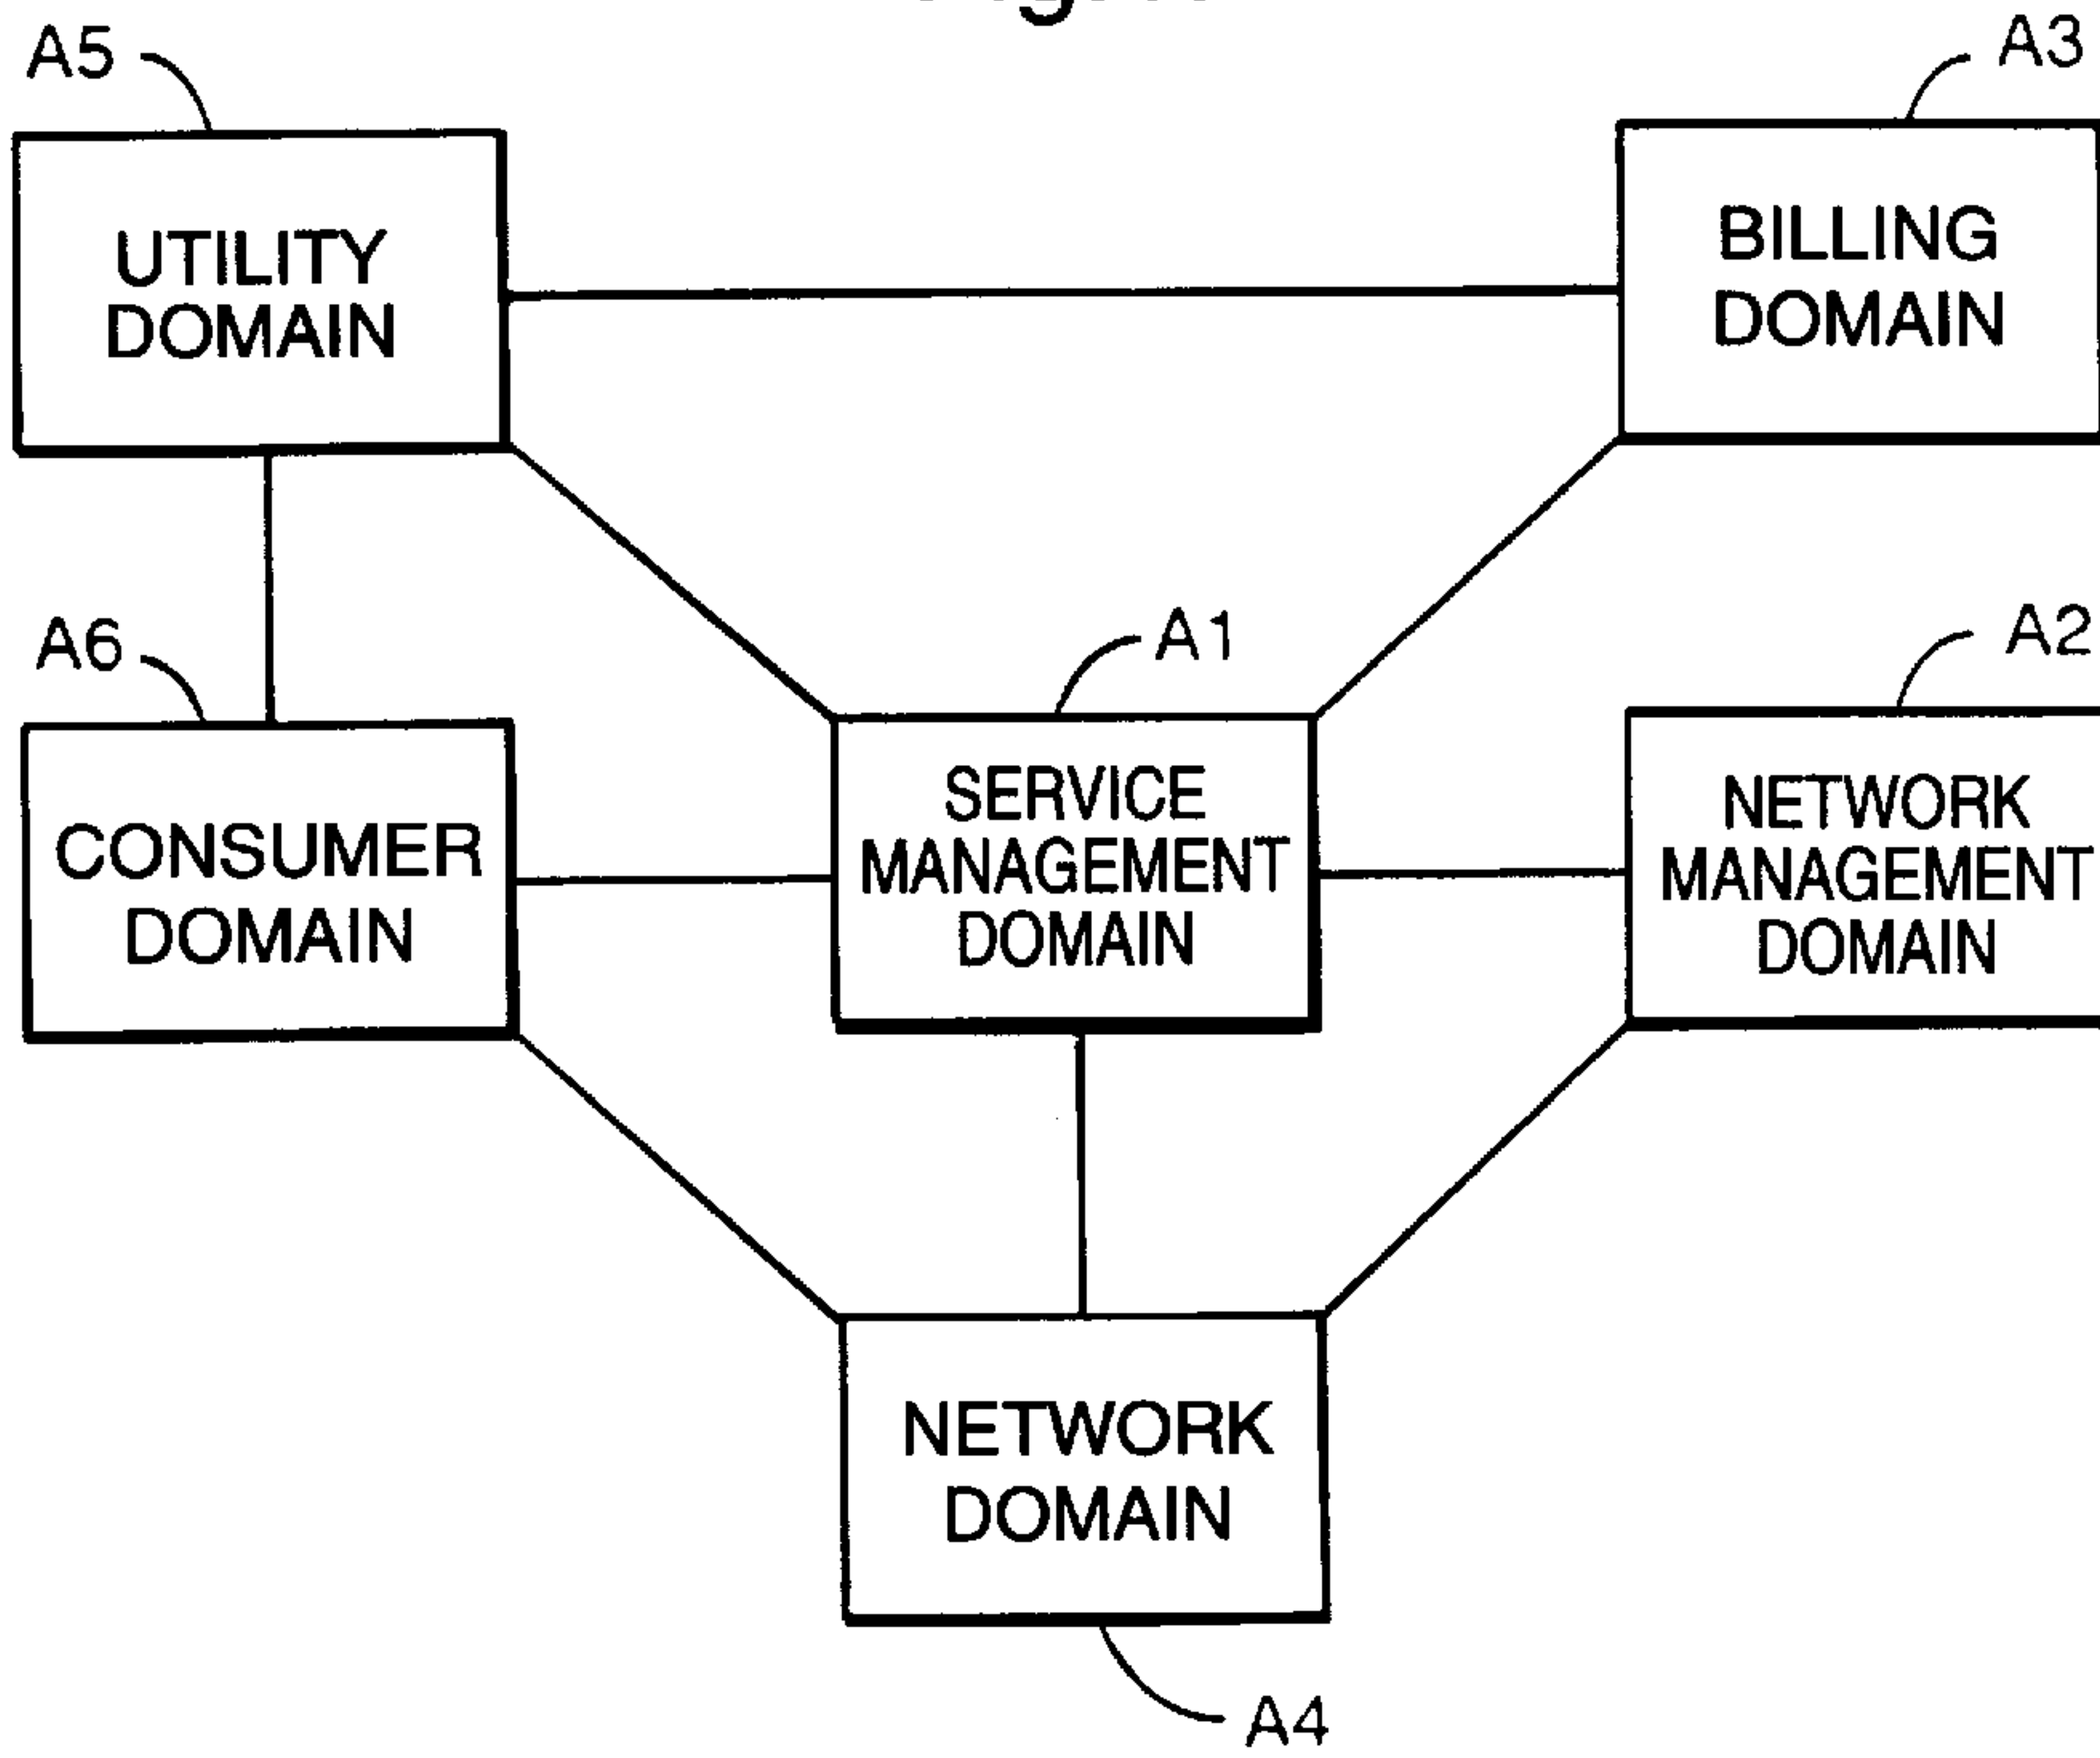 A5
A3
UTILITY
DOMAIN
BILLING
DOMAIN
A6
A1
A2
CONSUMER
DOMAIN
SERVICE
MANAGEMENT
DOMAIN
NETWORK
MANAGEMENT
DOMAIN
NETWORK
DOMAIN
A4